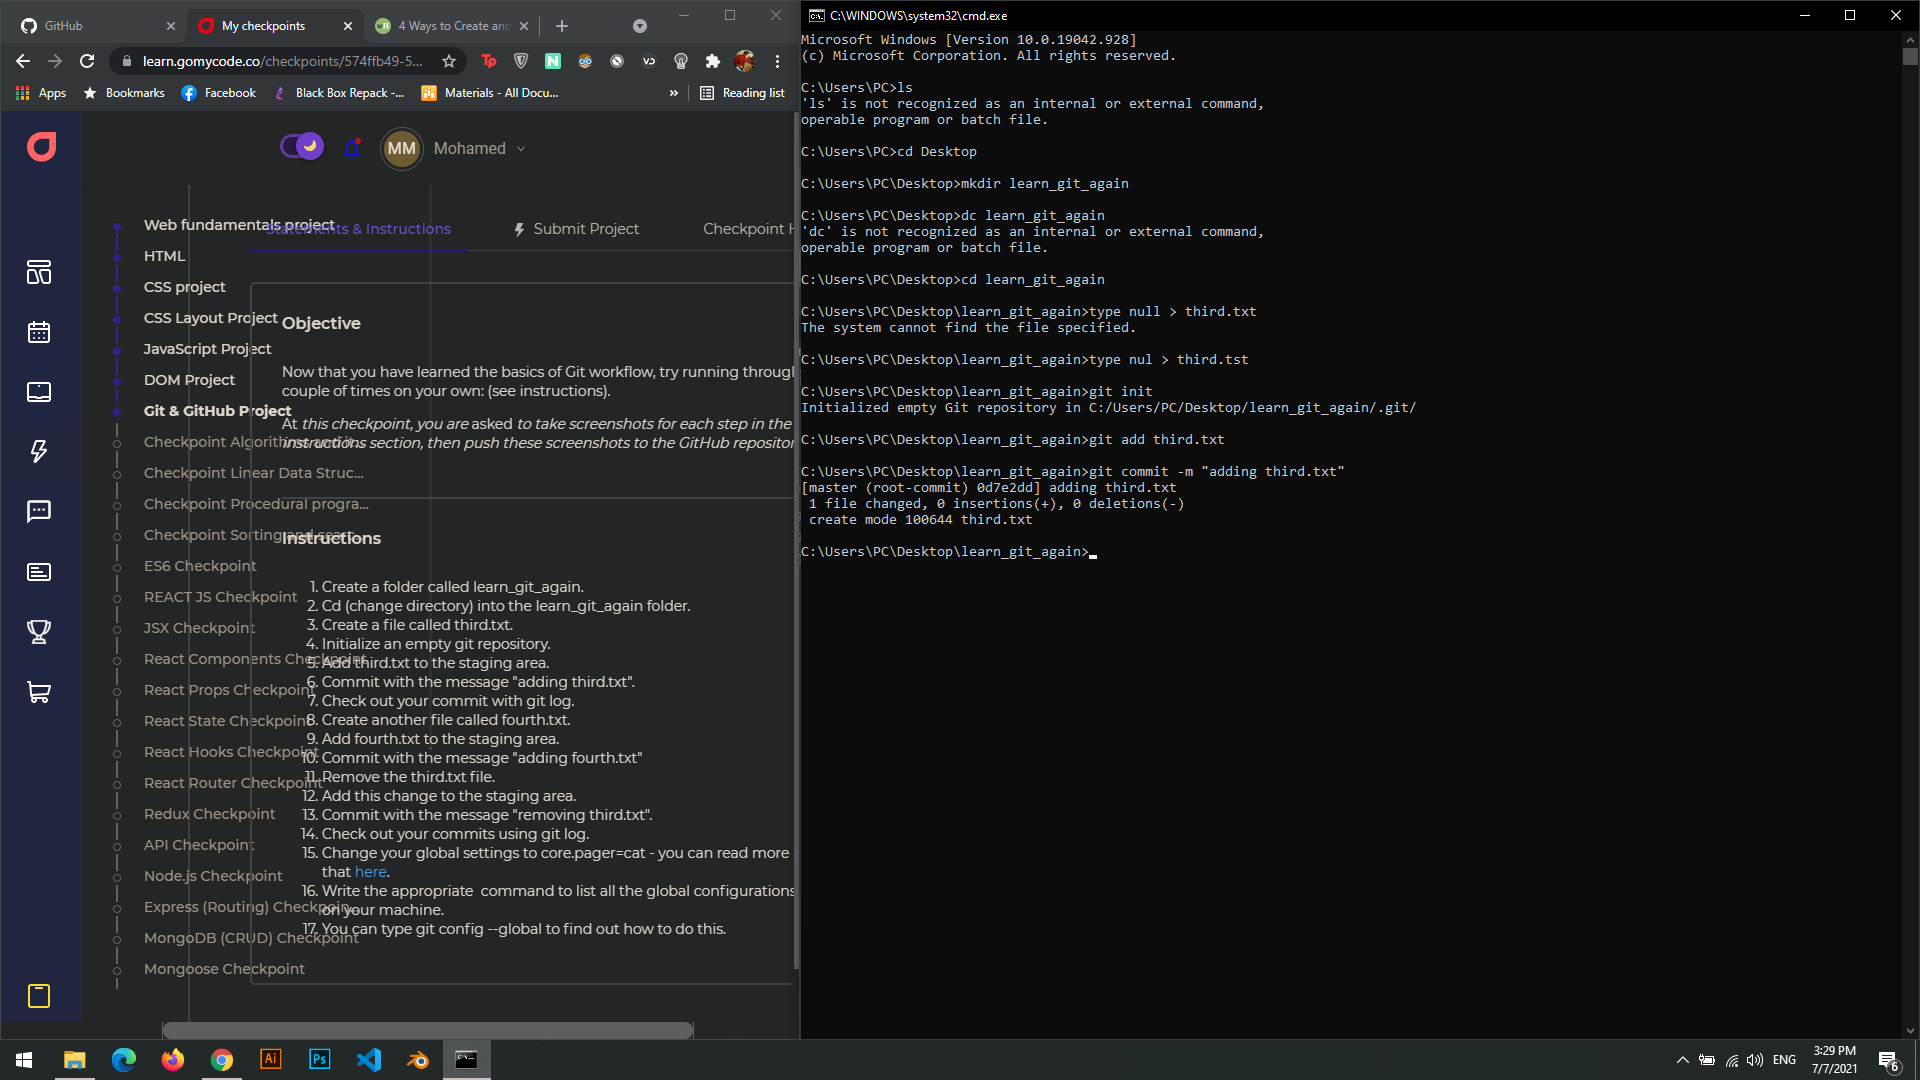 GitHub
My checkpoints
4 Ways to Create and
learn.gomycode.co/checkpoints/574ffb49-5...
Apps
Bookmarks
Facebook
Black Box Repack -...
Materials - All Docu...
»
Reading list
MM
Mohamed
Web fundamentals project
HTML
CSS project
CSS Layout Project
JavaScript Project
DOM Project
Git & GitHub Project
Checkpoint Algorithms and i...
Checkpoint Linear Data Struc...
Checkpoint Procedural progra...
Checkpoint Sorting and sear...
ES6 Checkpoint
REACT JS Checkpoint
JSX Checkpoint
React Components Checkpoint
React Props Checkpoint
React State Checkpoint
React Hooks Checkpoint
React Router Checkpoint
Redux Checkpoint
API Checkpoint
Node.js Checkpoint
Express (Routing) Checkpoin...
MongoDB (CRUD) Checkpoint
Mongoose Checkpoint
Statements & Instructions
Submit Project
Checkpoint H
Objective
Now that you have learned the basics of Git workflow, try running through
couple of times on your own: (see instructions).
At this checkpoint, you are asked to take screenshots for each step in the
instructions section, then push these screenshots to the GitHub repositor
Instructions
1. Create a folder called learn_git_again.
2. Cd (change directory) into the learn_git_again folder.
3. Create a file called third.txt.
4. Initialize an empty git repository.
5. Add third.txt to the staging area.
6. Commit with the message "adding third.txt".
7. Check out your commit with git log.
8. Create another file called fourth.txt.
9. Add fourth.txt to the staging area.
10. Commit with the message "adding fourth.txt"
11. Remove the third.txt file.
12. Add this change to the staging area.
13. Commit with the message "removing third.txt".
14. Check out your commits using git log.
15. Change your global settings to core.pager=cat - you can read more
that here.
16. Write the appropriate command to list all the global configurations
on your machine.
17. You can type git config --global to find out how to do this.
C:\WINDOWS\system32\cmd.exe
Microsoft Windows [Version 10.0.19042.928]
(c) Microsoft Corporation. All rights reserved.
C:\Users\PC>ls
'ls' is not recognized as an internal or external command,
operable program or batch file.
C:\Users\PC>cd Desktop
C:\Users\PC\Desktop>mkdir learn_git_again
C:\Users\PC\Desktop>dc learn_git_again
'dc' is not recognized as an internal or external command,
operable program or batch file.
C:\Users\PC\Desktop>cd learn_git_again
C:\Users\PC\Desktop\learn_git_again>type null > third.txt
The system cannot find the file specified.
C:\Users\PC\Desktop\learn_git_again>type nul > third.tst
C:\Users\PC\Desktop\learn_git_again>git init
Initialized empty Git repository in C:/Users/PC/Desktop/learn_git_again/.git/
C:\Users\PC\Desktop\learn_git_again>git add third.txt
C:\Users\PC\Desktop\learn_git_again>git commit -m "adding third.txt"
[master (root-commit) 0d7e2dd] adding third.txt
1 file changed, 0 insertions(+), 0 deletions(-)
create mode 100644 third.txt
C:\Users\PC\Desktop\learn_git_again>
Ai
Ps
ENG
3:29 PM
7/7/2021
6